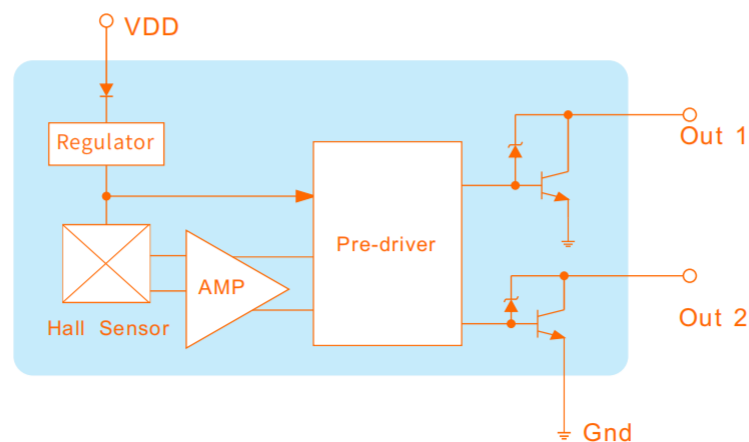 VDD
Regulator
Out 1
Pre-driver
AMP
Hall Sensor
Out 2
Gnd